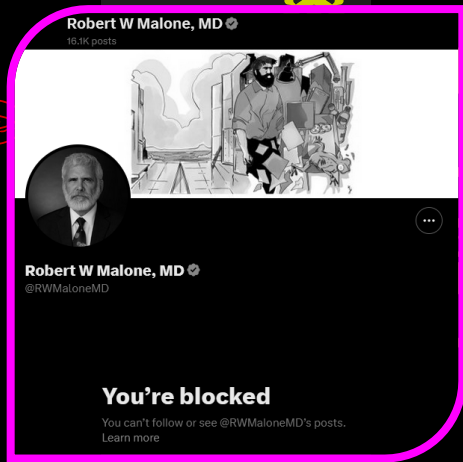 Robert W Malone, MD
16.1K posts
Robert W Malone, MD
@RWMaloneMD
You’re blocked
You can’t follow or see @RWMaloneMD’s posts.
Learn more